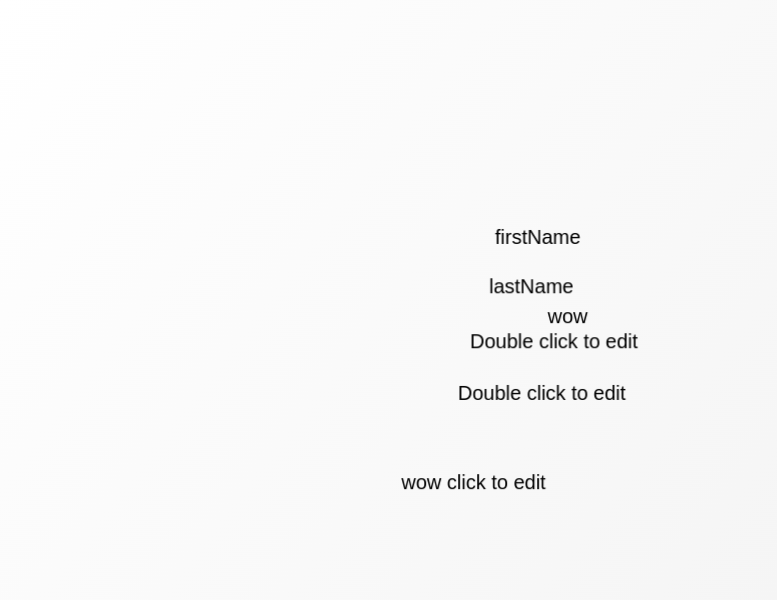 firstName
lastName
wow
Double click to edit
Double click to edit
wow click to edit